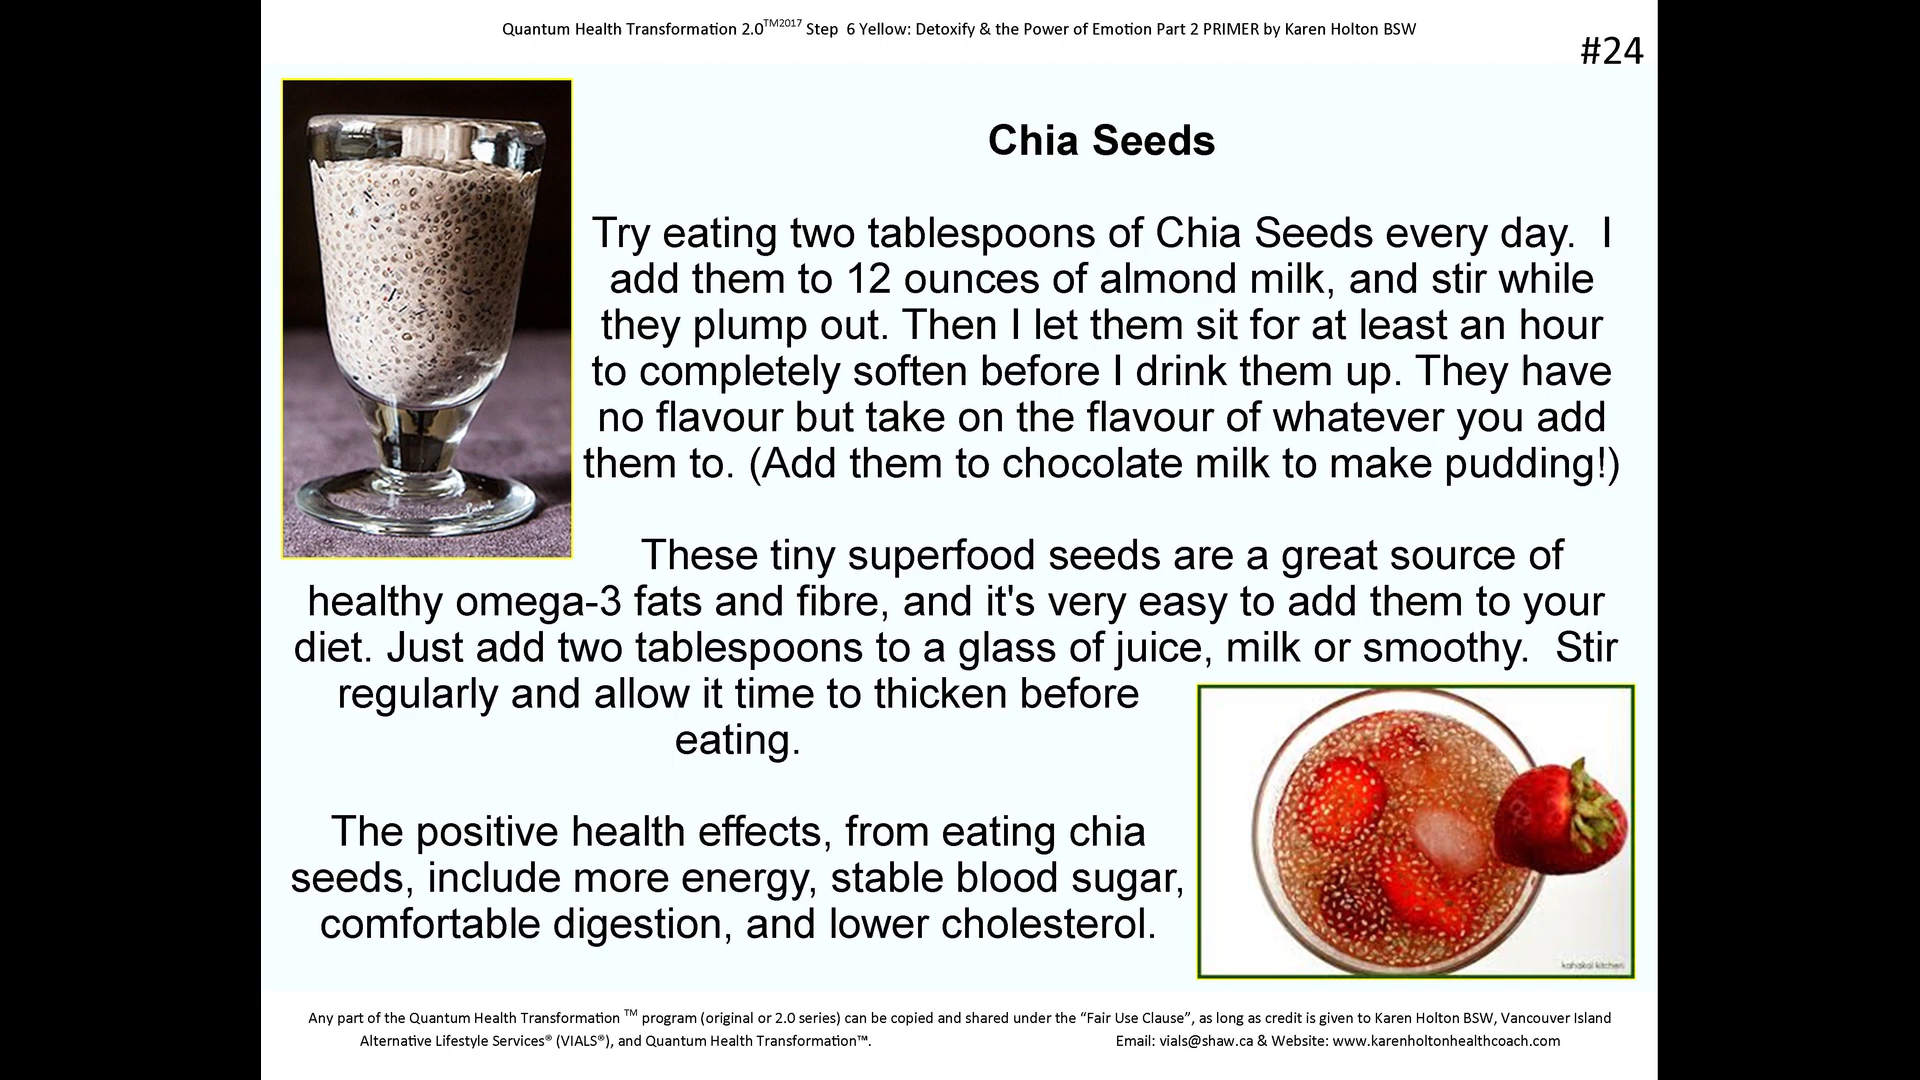 Quantum Health Transformation 2.0TM2017 Step  6 Yellow: Detoxify & the Power of Emotion Part 2 PRIMER by Karen Holton BSW
#24
Chia Seeds
Try eating two tablespoons of Chia Seeds every day.  I
add them to 12 ounces of almond milk, and stir while
they plump out. Then I let them sit for at least an hour
to completely soften before I drink them up. They have
no flavour but take on the flavour of whatever you add
them to. (Add them to chocolate milk to make pudding!)
These tiny superfood seeds are a great source of
healthy omega-3 fats and fibre, and it's very easy to add them to your
diet. Just add two tablespoons to a glass of juice, milk or smoothy.  Stir
regularly and allow it time to thicken before
eating.
The positive health effects, from eating chia
seeds, include more energy, stable blood sugar,
comfortable digestion, and lower cholesterol.
kahakai kitchen
Any part of the Quantum Health Transformation TM program (original or 2.0 series) can be copied and shared under the “Fair Use Clause”, as long as credit is given to Karen Holton BSW, Vancouver Island
Alternative Lifestyle Services® (VIALS®), and Quantum Health Transformation™.
Email: vials@shaw.ca & Website: www.karenholtonhealthcoach.com